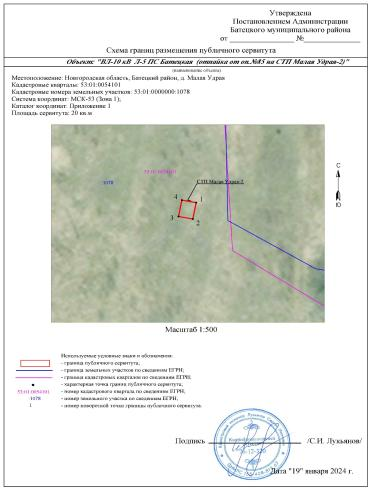 Утверждена
Постановлением Администрации
Батецкого муниципального района
от №
Схема границ размещения публичного сервитута
Объект: "ВЛ-10 кВ Л-5 ПС Батецкая (отпайка от оп.№85 на СТП Малая Удрая-2)"
(наименование объекта)
Местоположение: Новгородская область, Батецкий район, д. Малая Удрая
Кадастровые кварталы: 53:01:0054101
Кадастровые номера земельных участков: 53:01:0000000:1078
Система координат: МСК-53 (Зона 1),
Каталог координат: Приложение 1
Площадь сервитута: 20 кв.м
53:01:0054101
:1078
СТП Малая Удрая-2
4
1
3
2
С
Ю
Масштаб 1:500
Используемые условные знаки и обозначения:
- граница публичного сервитута,
- граница земельных участков по сведениям ЕГРН;
- граница кадастровых кварталов по сведениям ЕГРН;
- характерная точка границ публичного сервитута;
53:01:0054101 - номер кадастрового квартала по сведениям ЕГРН;
:1078 - номер земельного участка по сведениям ЕГРН;
1 - номер поворотной точки границы публичного сервитута.
Подпись /С.И. Лукьянов/
Дата "19" января 2024 г.